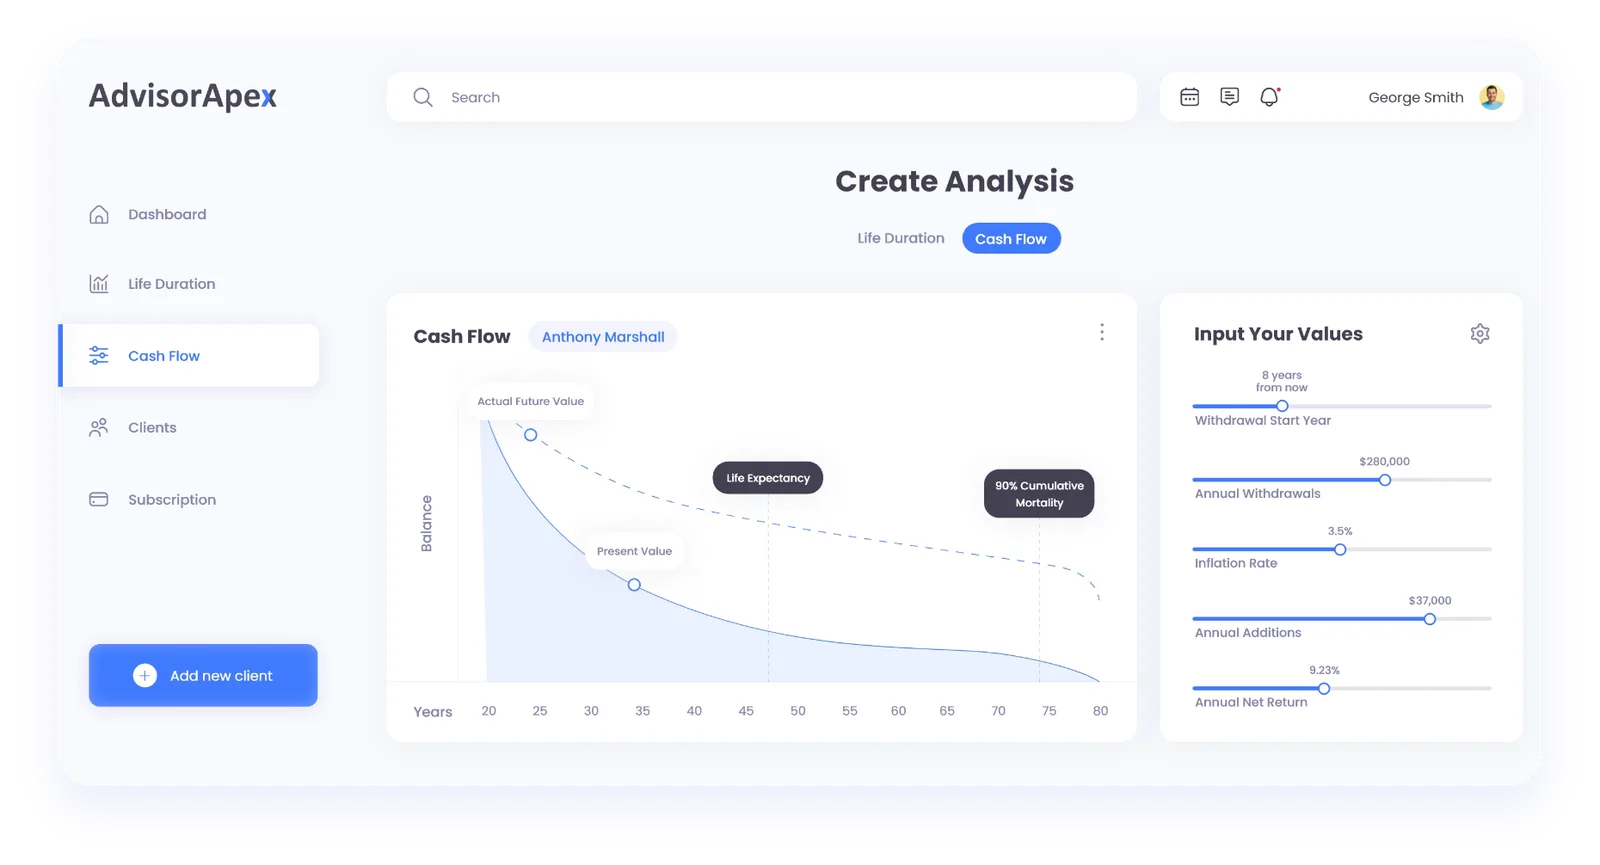 AdvisorApex
Search
George Smith
Create Analysis
Life Duration
Cash Flow
Dashboard
Life Duration
Cash Flow
Clients
Subscription
Add new client
Cash Flow
Anthony Marshall
Actual Future Value
Life Expectancy
90% Cumulative
Mortality
Present Value
Balance
Years 20 25 30 35 40 45 50 55 60 65 70 75 80
Input Your Values
8 years
from now
Withdrawal Start Year
$280,000
Annual Withdrawals
3.5%
Inflation Rate
$37,000
Annual Additions
9.23%
Annual Net Return